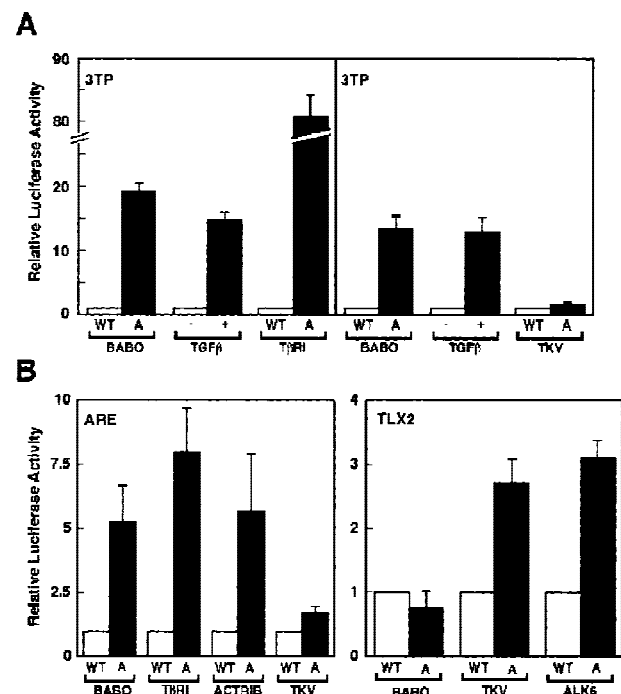 A
3TP
3TP
Relative Luciferase Activity
90
80
20
10
0
WT A - + WT A WT A - + WT A
BABO TGFβ TβRI BABO TGFβ TKV
B
ARE
TLX2
Relative Luciferase Activity
10
7.5
5
2.5
0
4
3
2
1
0
WT A WT A WT A WT A WT A WT A WT A
BABO TβRI ACTRIB TKV BABO TKV ALK6